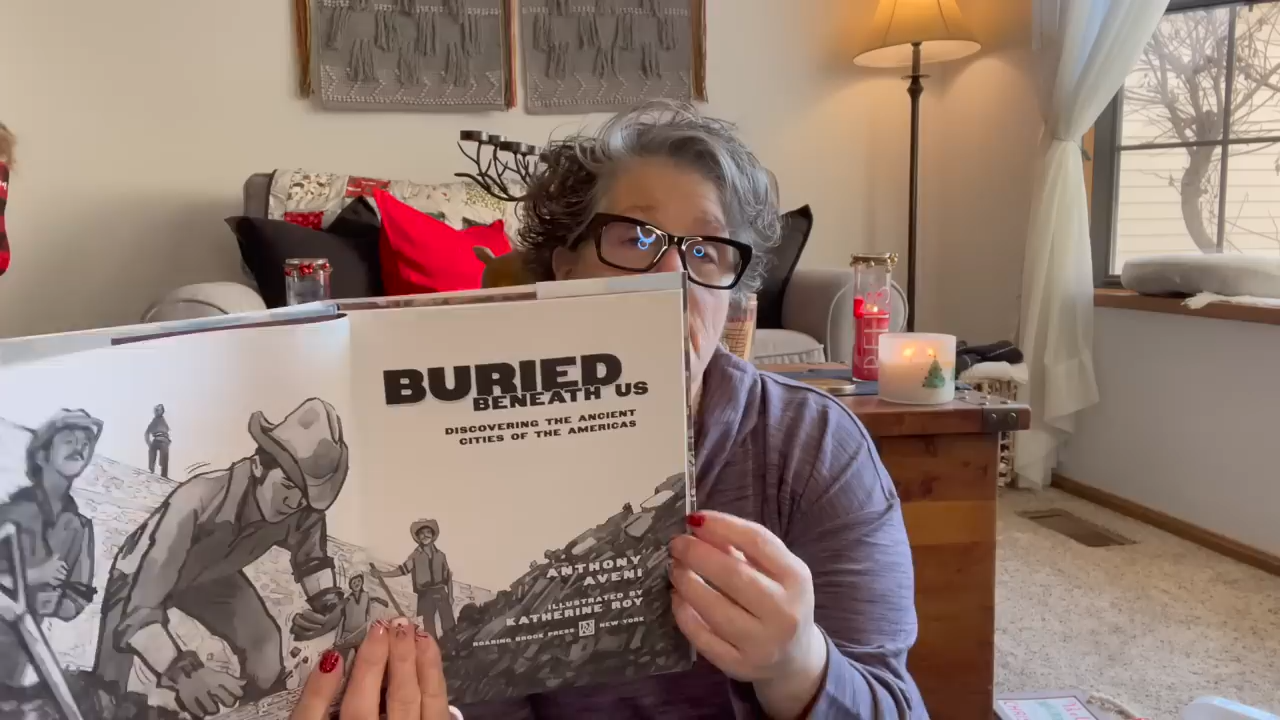 BURIED
BENEATH US
DISCOVERING THE ANCIENT
CITIES OF THE AMERICAS
ANTHONY
AVENI
ILLUSTRATED BY
KATHERINE ROY
ROARING BROOK PRESS NEW YORK